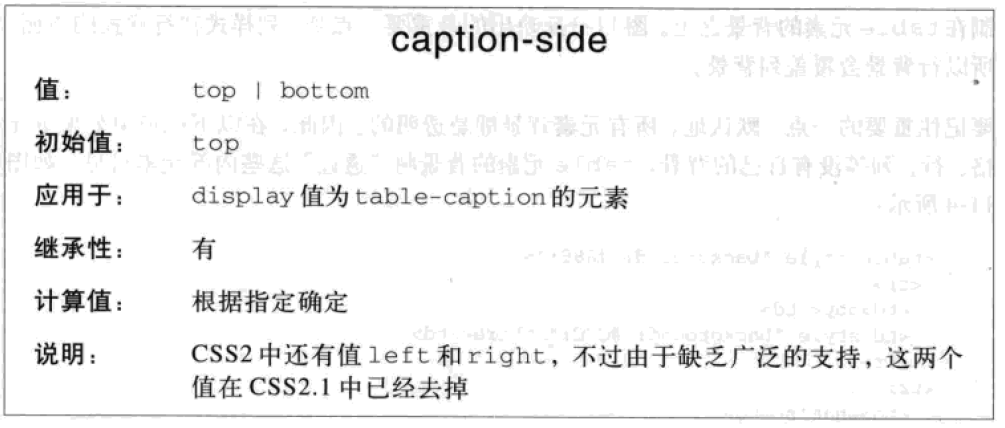 caption-side
值： top | bottom
初始值： top
应用于： display 值为 table-caption 的元素
继承性： 有
计算值： 根据指定确定
说明： CSS2 中还有值 left 和 right，不过由于缺乏广泛的支持，这两个
值在 CSS2.1 中已经去掉